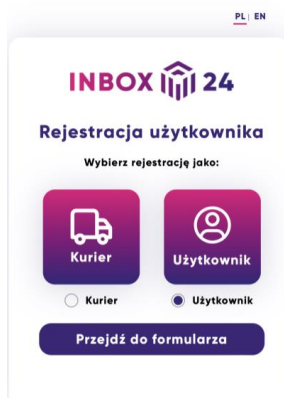 PL | EN
INBOX 24
Rejestracja użytkownika
Wybierz rejestrację jako:
Kurier
Użytkownik
Kurier
Użytkownik
Przejdź do formularza